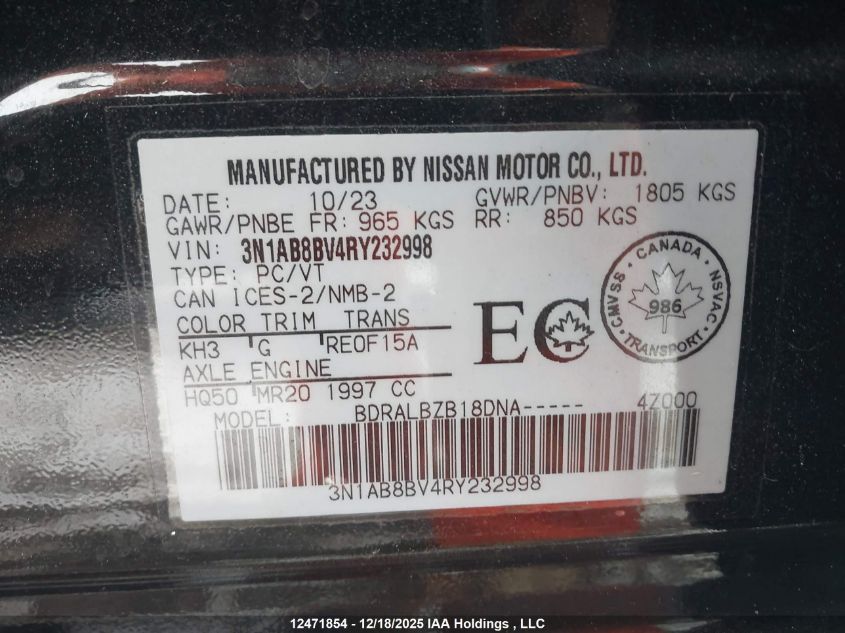 MANUFACTURED BY NISSAN MOTOR CO., LTD.
DATE: 10/23 GVWR/PNBV: 1805 KGS
GAWR/PNBE FR: 965 KGS RR: 850 KGS
VIN: 3N1AB8BV4RY232998
TYPE: PC/VT
CAN ICES-2/NMB-2
COLOR TRIM TRANS
KH3 G RE0F15A
AXLE ENGINE
HQ50 MR20 1997 CC
MODEL: BDRALBZB18DNA----- 4Z000
3N1AB8BV4RY232998
EC
CANADA
CMVSS NSVAC
986
TRANSPORT
12471854 - 12/18/2025 IAA Holdings , LLC